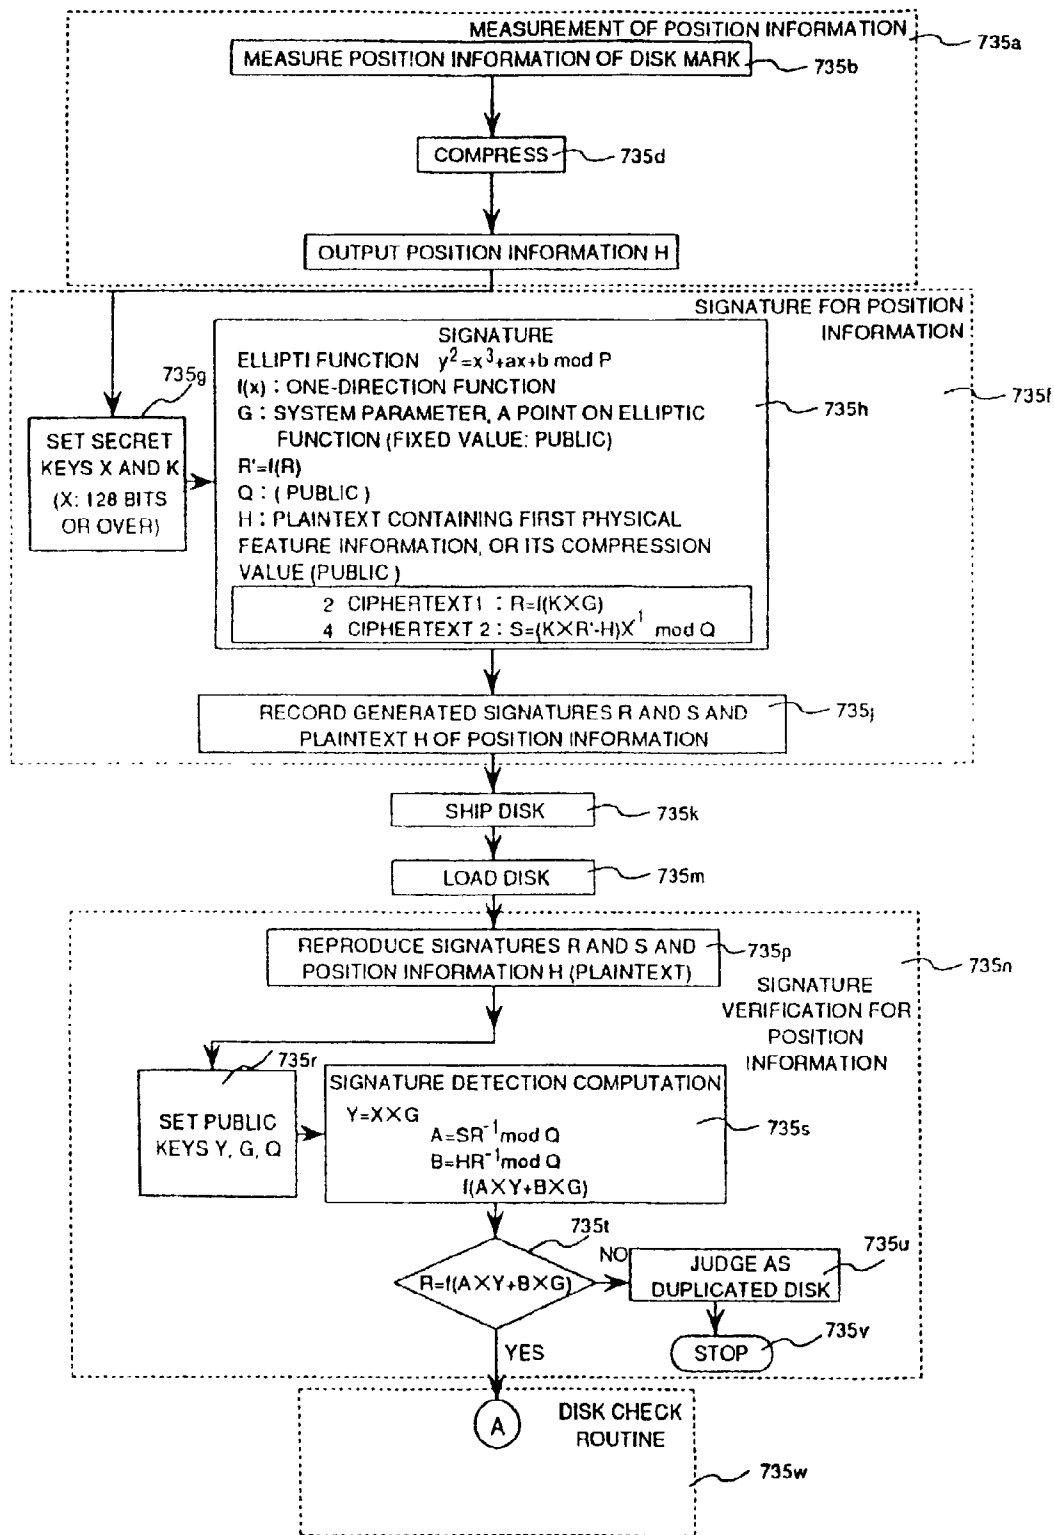 MEASUREMENT OF POSITION INFORMATION
735a
MEASURE POSITION INFORMATION OF DISK MARK
735b
COMPRESS
735d
OUTPUT POSITION INFORMATION H
SIGNATURE FOR POSITION
INFORMATION
735f
735g
SET SECRET
KEYS X AND K
(X: 128 BITS
OR OVER)
SIGNATURE
ELLIPTI FUNCTION y²=x³+ax+b mod P
f(x) : ONE-DIRECTION FUNCTION
G : SYSTEM PARAMETER, A POINT ON ELLIPTIC
FUNCTION (FIXED VALUE: PUBLIC)
R'=f(R)
Q : ( PUBLIC )
H : PLAINTEXT CONTAINING FIRST PHYSICAL
FEATURE INFORMATION, OR ITS COMPRESSION
VALUE (PUBLIC )
2 CIPHERTEXT 1 : R=f(K×G)
4 CIPHERTEXT 2 : S=(K×R'-H)X¹ mod Q
735h
RECORD GENERATED SIGNATURES R AND S AND
PLAINTEXT H OF POSITION INFORMATION
735j
SHIP DISK
735k
LOAD DISK
735m
REPRODUCE SIGNATURES R AND S AND
POSITION INFORMATION H (PLAINTEXT)
735p
735n
SIGNATURE
VERIFICATION FOR
POSITION
INFORMATION
735r
SET PUBLIC
KEYS Y, G, Q
SIGNATURE DETECTION COMPUTATION
Y=X×G
A=SR⁻¹ mod Q
B=HR⁻¹ mod Q
f(A×Y+B×G)
735s
735t
R=f(A×Y+B×G)
NO
JUDGE AS
DUPLICATED DISK
735u
STOP
735v
YES
A
DISK CHECK
ROUTINE
735w